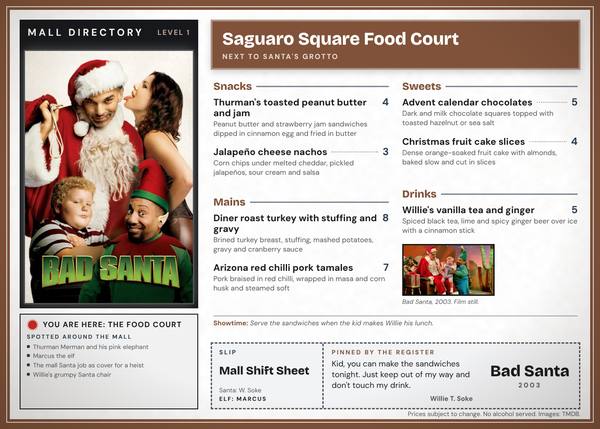 MALL DIRECTORY LEVEL 1
BAD SANTA
YOU ARE HERE: THE FOOD COURT
SPOTTED AROUND THE MALL
Thurman Merman and his pink elephant
Marcus the elf
The mall Santa job as cover for a heist
Willie's grumpy Santa chair
Saguaro Square Food Court
NEXT TO SANTA'S GROTTO
Snacks
Thurman's toasted peanut butter 4
and jam
Peanut butter and strawberry jam sandwiches
dipped in cinnamon egg and fried in butter
Jalapeño cheese nachos 3
Corn chips under melted cheddar, pickled
jalapeños, sour cream and salsa
Mains
Diner roast turkey with stuffing and 8
gravy
Brined turkey breast, stuffing, mashed potatoes,
gravy and cranberry sauce
Arizona red chilli pork tamales 7
Pork braised in red chilli, wrapped in masa and corn
husk and steamed soft
Sweets
Advent calendar chocolates 5
Dark and milk chocolate squares topped with
toasted hazelnut or sea salt
Christmas fruit cake slices 4
Dense orange-soaked fruit cake with almonds,
baked slow and cut in slices
Drinks
Willie's vanilla tea and ginger 5
Spiced black tea, lime and spicy ginger beer over ice
with a cinnamon stick
Bad Santa, 2003. Film still.
Showtime: Serve the sandwiches when the kid makes Willie his lunch.
SLIP
Mall Shift Sheet
Santa: W. Soke
ELF: MARCUS
PINNED BY THE REGISTER
Kid, you can make the sandwiches
tonight. Just keep out of my way and
don't touch my drink.
Willie T. Soke
Bad Santa
2003
Prices subject to change. No alcohol served. Images: TMDB.